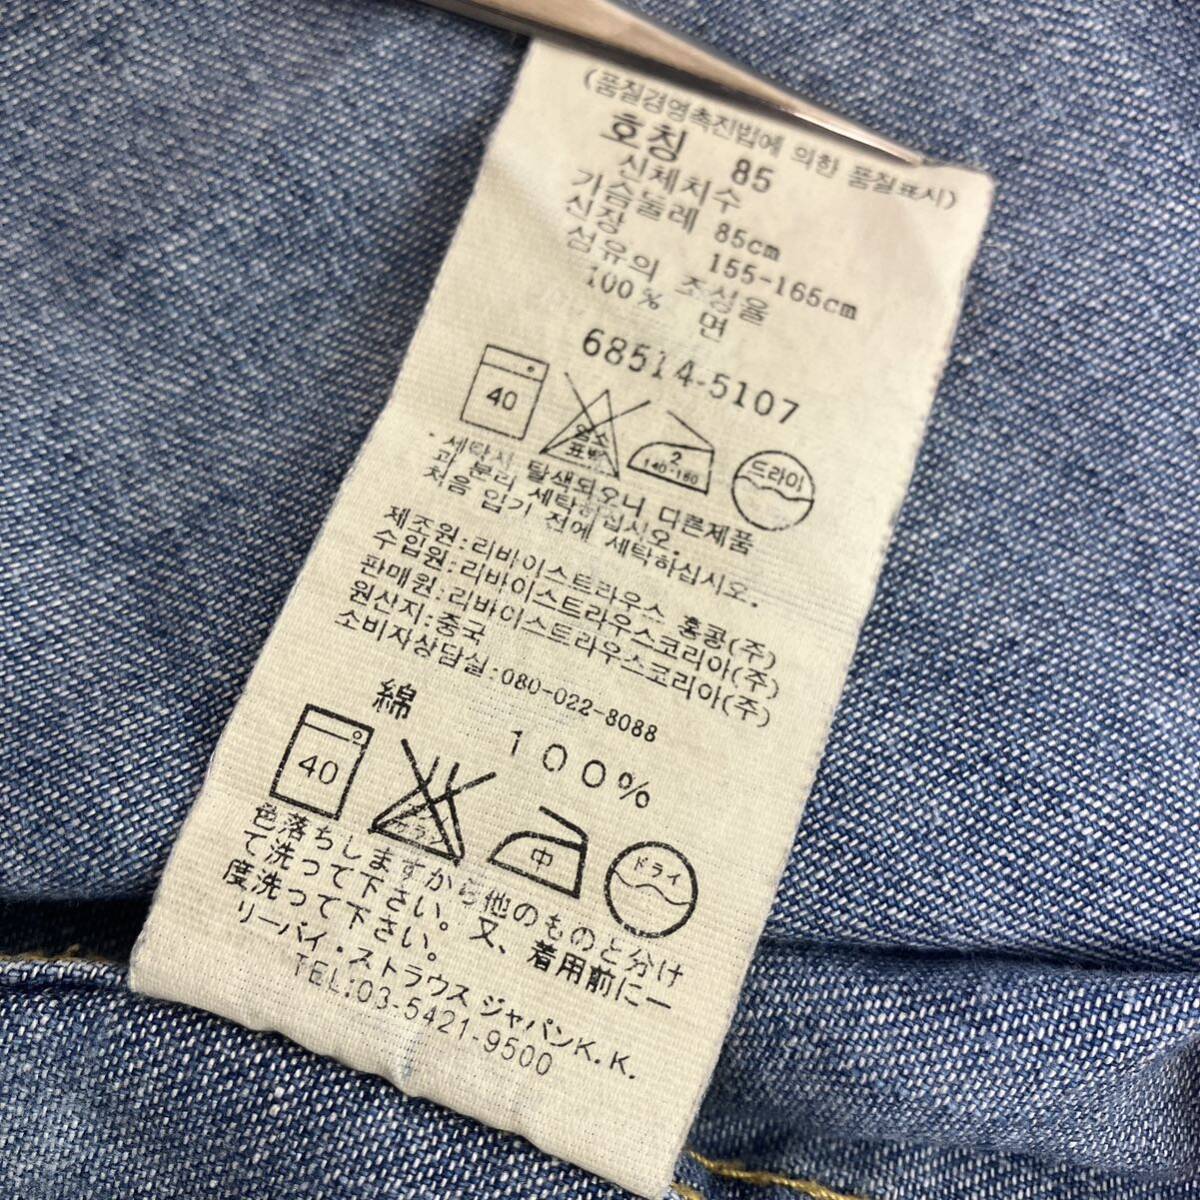 (품질경영촉진법에 의한 품질표시)
호칭 85
신체치수
가슴둘레 85cm
신장 155-165cm
섬유의 조성율
100% 면
68514-5107
40
염소
표백
2
140-160
드라이
세탁시 탈색되오니 다른제품
과 분리 세탁하십시오.
처음 입기 전에 세탁하십시오.
제조원:리바이스트라우스 홍콩(주)
수입원:리바이스트라우스코리아(주)
판매원:리바이스트라우스코리아(주)
원산지:중국
소비자상담실:080-022-8088
綿 100%
40
中
ドライ
色落ちしますから他のものと分け
て洗って下さい。又、着用前に一
度洗って下さい。
リーバイ・ストラウス ジャパンK.K.
TEL:03-5421-9500